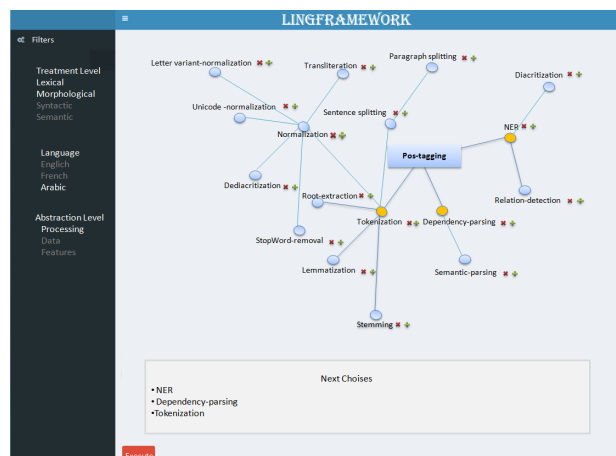 LINGFRAMEWORK
Filters
Treatment Level
Lexical
Morphological
Syntactic
Semantic
Language
English
French
Arabic
Abstraction Level
Processing
Data
Features
Letter variant-normalization
Transliteration
Paragraph splitting
Diacritization
Unicode -normalization
Sentence splitting
Normalization
NER
Pos-tagging
Dediacritization
Root-extraction
Relation-detection
Tokenization
Dependency-parsing
StopWord-removal
Lemmatization
Semantic-parsing
Stemming
Next Choises
• NER
• Dependency-parsing
•Tokenization
Execute